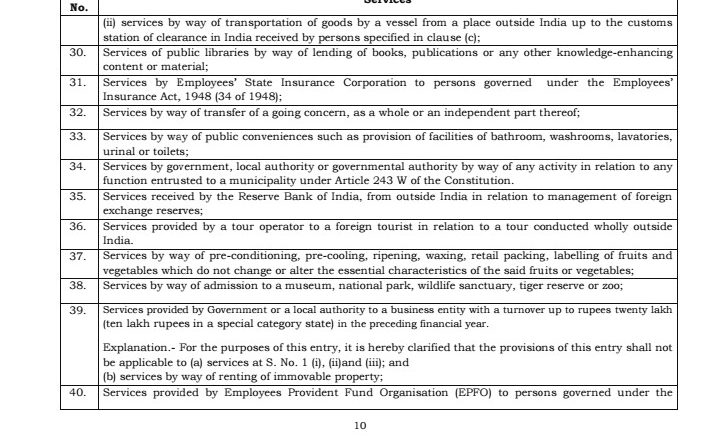 No.
Services
(ii) services by way of transportation of goods by a vessel from a place outside India up to the customs
station of clearance in India received by persons specified in clause (c);
30. Services of public libraries by way of lending of books, publications or any other knowledge-enhancing
content or material;
31. Services by Employees’ State Insurance Corporation to persons governed under the Employees’
Insurance Act, 1948 (34 of 1948);
32. Services by way of transfer of a going concern, as a whole or an independent part thereof;
33. Services by way of public conveniences such as provision of facilities of bathroom, washrooms, lavatories,
urinal or toilets;
34. Services by government, local authority or governmental authority by way of any activity in relation to any
function entrusted to a municipality under Article 243 W of the Constitution.
35. Services received by the Reserve Bank of India, from outside India in relation to management of foreign
exchange reserves;
36. Services provided by a tour operator to a foreign tourist in relation to a tour conducted wholly outside
India.
37. Services by way of pre-conditioning, pre-cooling, ripening, waxing, retail packing, labelling of fruits and
vegetables which do not change or alter the essential characteristics of the said fruits or vegetables;
38. Services by way of admission to a museum, national park, wildlife sanctuary, tiger reserve or zoo;
39. Services provided by Government or a local authority to a business entity with a turnover up to rupees twenty lakh
(ten lakh rupees in a special category state) in the preceding financial year.
Explanation.- For the purposes of this entry, it is hereby clarified that the provisions of this entry shall not
be applicable to (a) services at S. No. 1 (i), (ii)and (iii); and
(b) services by way of renting of immovable property;
40. Services provided by Employees Provident Fund Organisation (EPFO) to persons governed under the
10